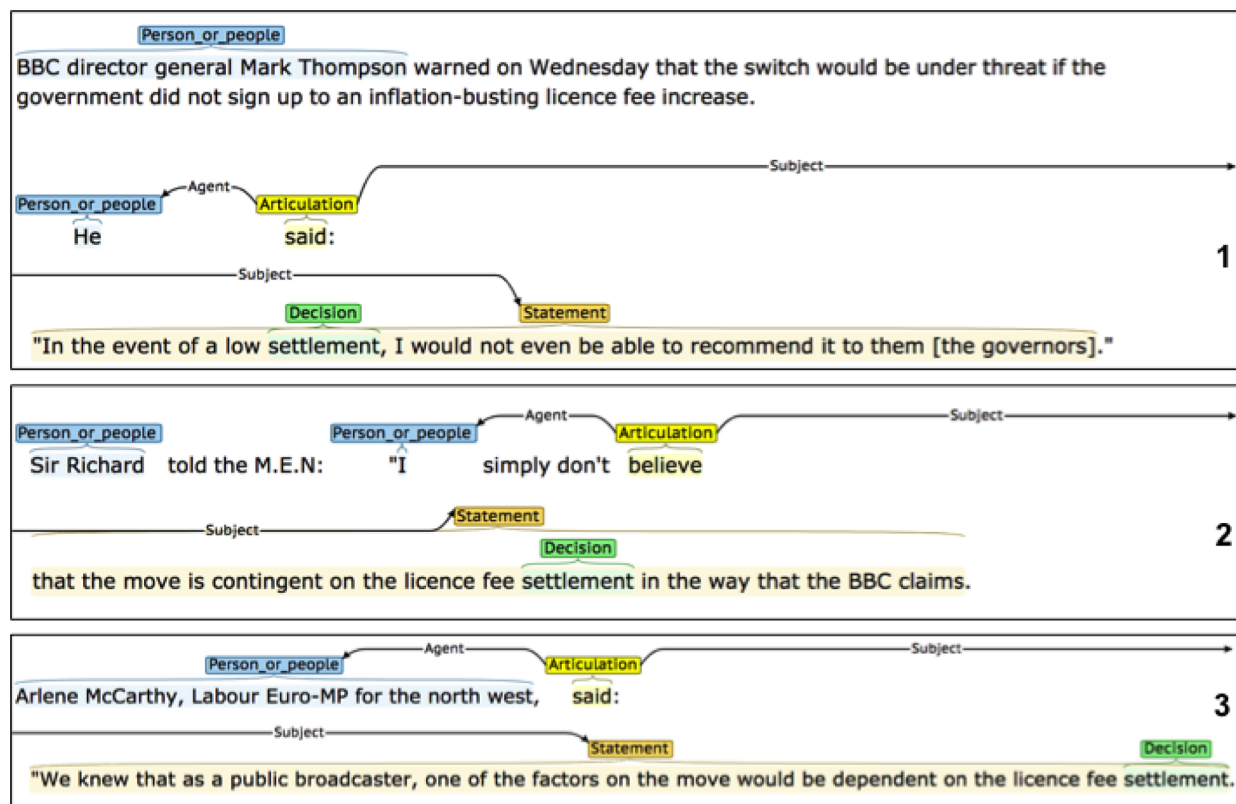 Person_or_people
BBC director general Mark Thompson warned on Wednesday that the switch would be under threat if the
government did not sign up to an inflation-busting licence fee increase.
Subject
Agent
Person_or_people Articulation
He said:
1
Subject
Decision Statement
"In the event of a low settlement, I would not even be able to recommend it to them [the governors]."
Agent Subject
Person_or_people Person_or_people Articulation
Sir Richard told the M.E.N: "I simply don't believe
Statement
Subject
2
Decision
that the move is contingent on the licence fee settlement in the way that the BBC claims.
Agent Subject
Person_or_people Articulation
Arlene McCarthy, Labour Euro-MP for the north west, said:
3
Subject
Statement Decision
"We knew that as a public broadcaster, one of the factors on the move would be dependent on the licence fee settlement.